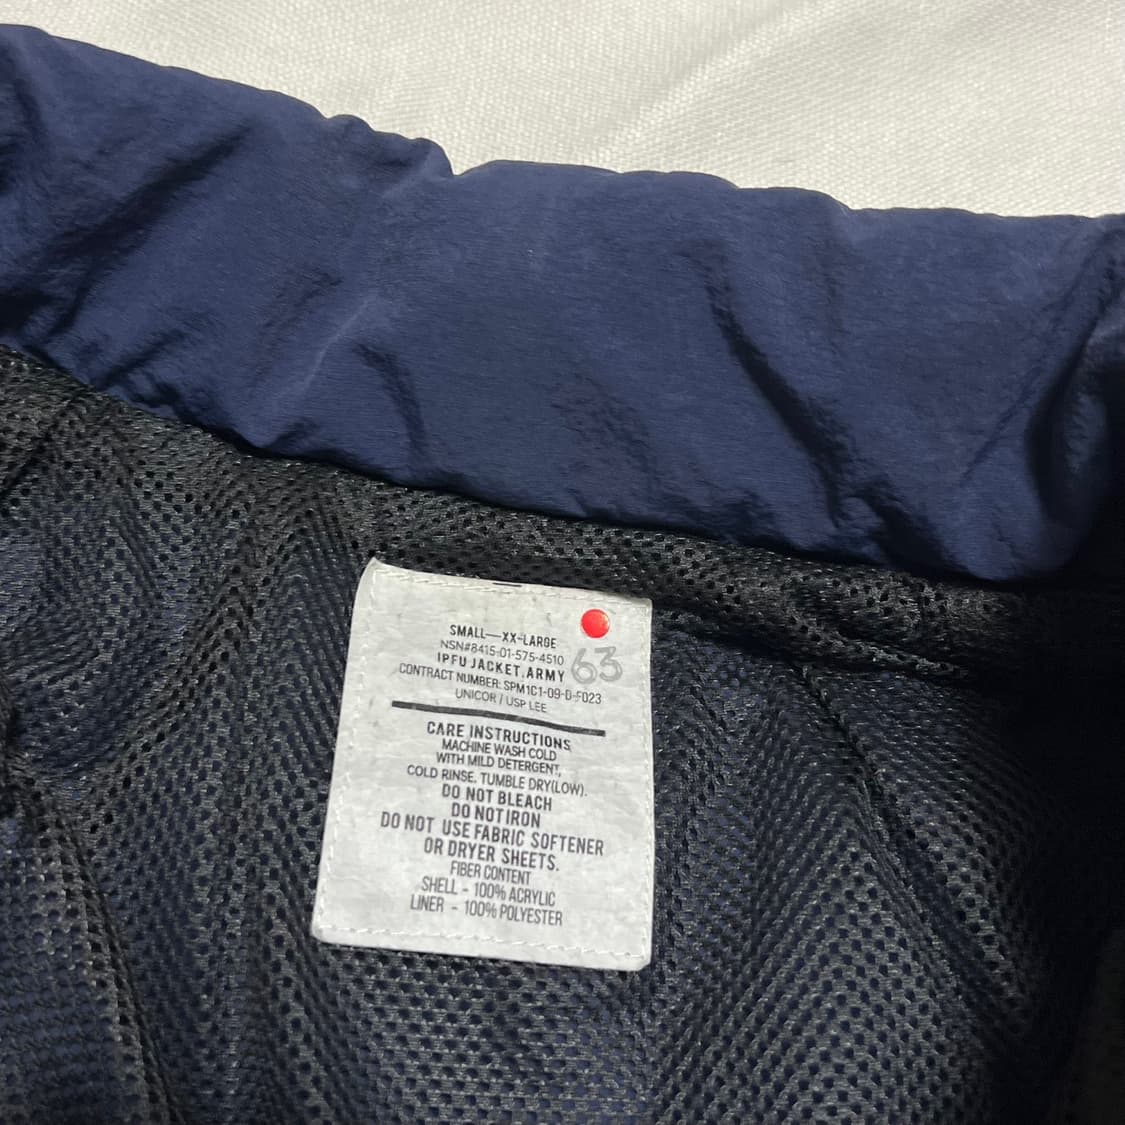 SMALL—XX-LARGE
NSN#8415-01-575-4510
IPFU JACKET, ARMY
63
CONTRACT NUMBER: SPM1C1-09-D-F023
UNICOR / USP LEE
CARE INSTRUCTIONS
MACHINE WASH COLD
WITH MILD DETERGENT,
COLD RINSE. TUMBLE DRY(LOW).
DO NOT BLEACH
DO NOT IRON
DO NOT USE FABRIC SOFTENER
OR DRYER SHEETS.
FIBER CONTENT
SHELL - 100% ACRYLIC
LINER - 100% POLYESTER